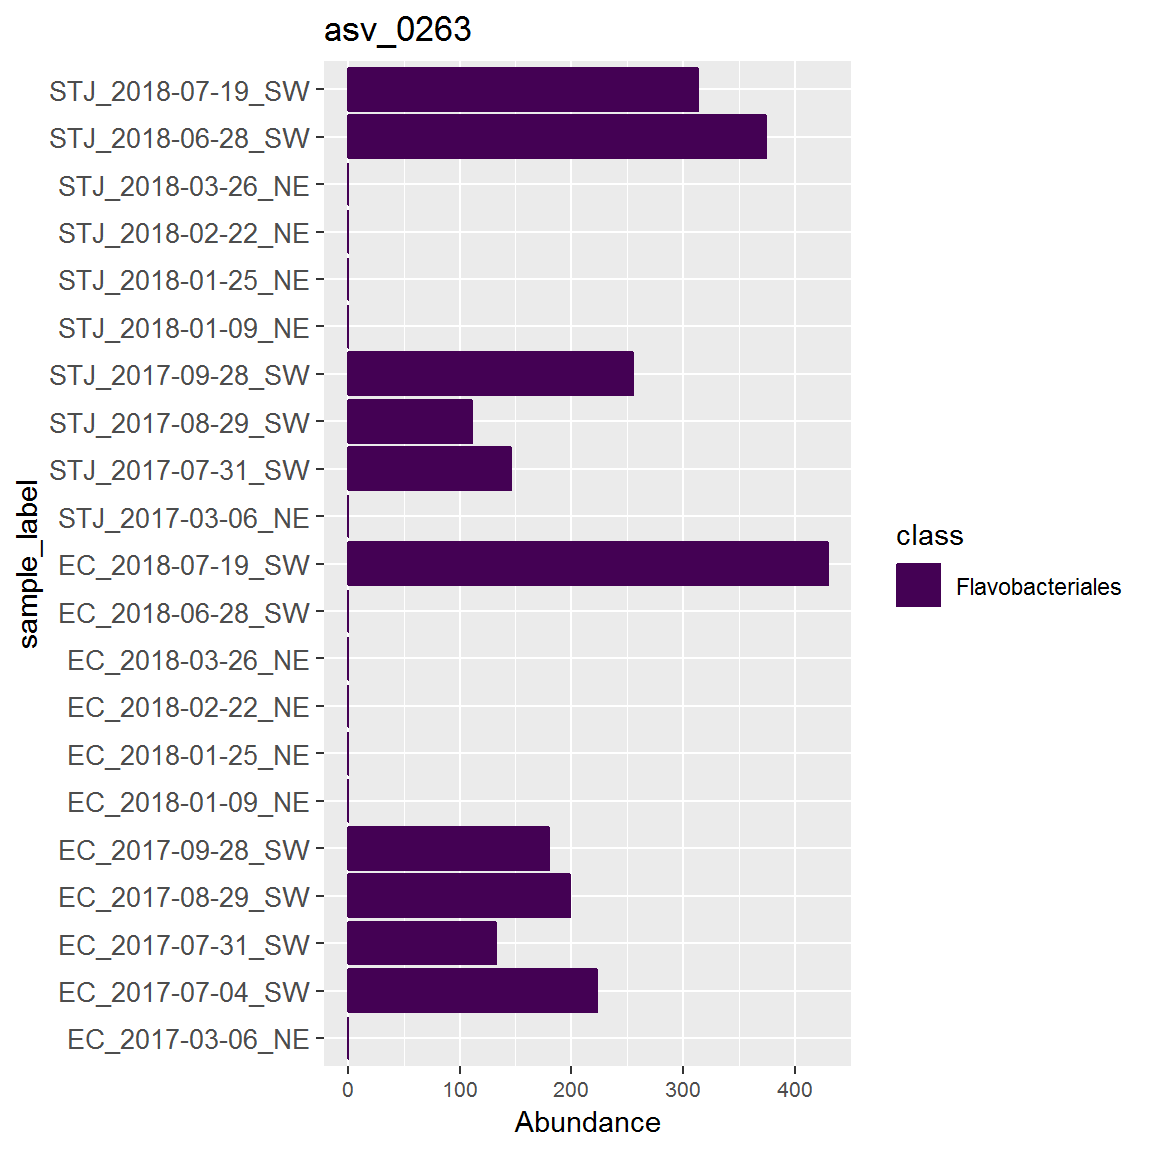 asv_0263
STJ_2018-07-19_SW
STJ_2018-06-28_SW
STJ_2018-03-26_NE
STJ_2018-02-22_NE
STJ_2018-01-25_NE
STJ_2018-01-09_NE
STJ_2017-09-28_SW
STJ_2017-08-29_SW
STJ_2017-07-31_SW
STJ_2017-03-06_NE
EC_2018-07-19_SW
EC_2018-06-28_SW
EC_2018-03-26_NE
EC_2018-02-22_NE
EC_2018-01-25_NE
EC_2018-01-09_NE
EC_2017-09-28_SW
EC_2017-08-29_SW
EC_2017-07-31_SW
EC_2017-07-04_SW
EC_2017-03-06_NE
sample_label
0 100 200 300 400
Abundance
class
Flavobacteriales